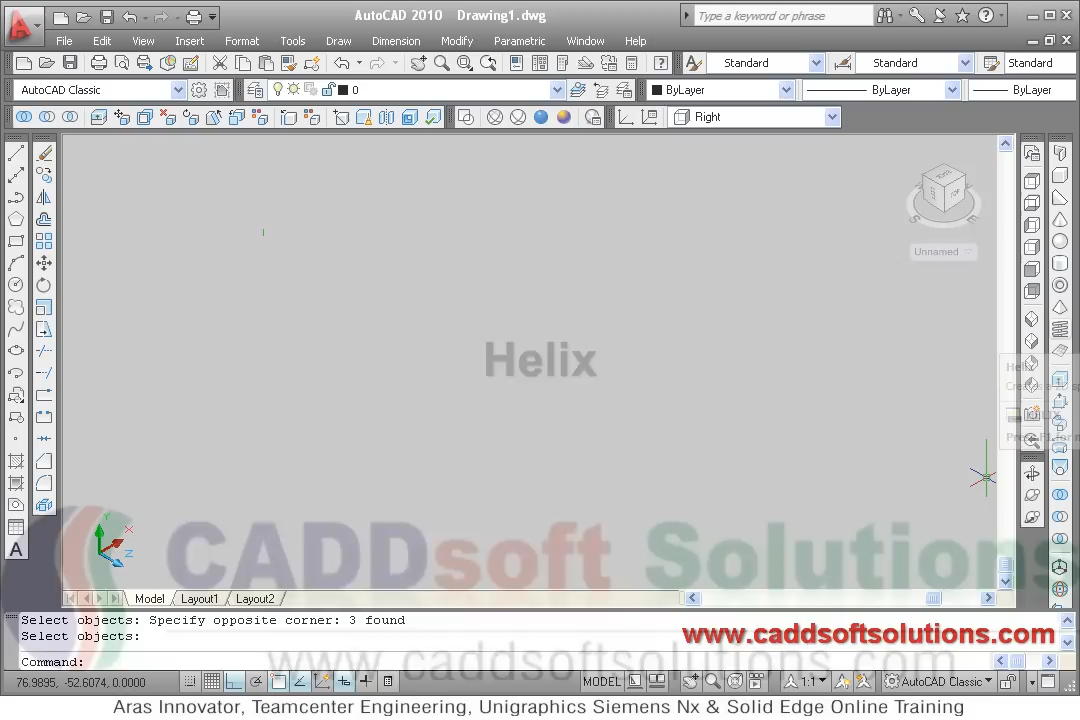 AutoCAD 2010 Drawing1.dwg
Type a keyword or phrase
File Edit View Insert Format Tools Draw Dimension Modify Parametric Window Help
Standard Standard Standard
AutoCAD Classic 0 ByLayer ByLayer ByLayer
Right
TOP
Unnamed
Helix
Helix
X
Y
Z
A
CADDsoft Solutions
Model Layout1 Layout2
Select objects: Specify opposite corner: 3 found
Select objects:
www.caddsoftsolutions.com
Command:
www.caddsoftsolutions.com
76.9895, -52.6074, 0.0000 MODEL 1:1 AutoCAD Classic
Aras Innovator, Teamcenter Engineering, Unigraphics Siemens Nx & Solid Edge Online Training